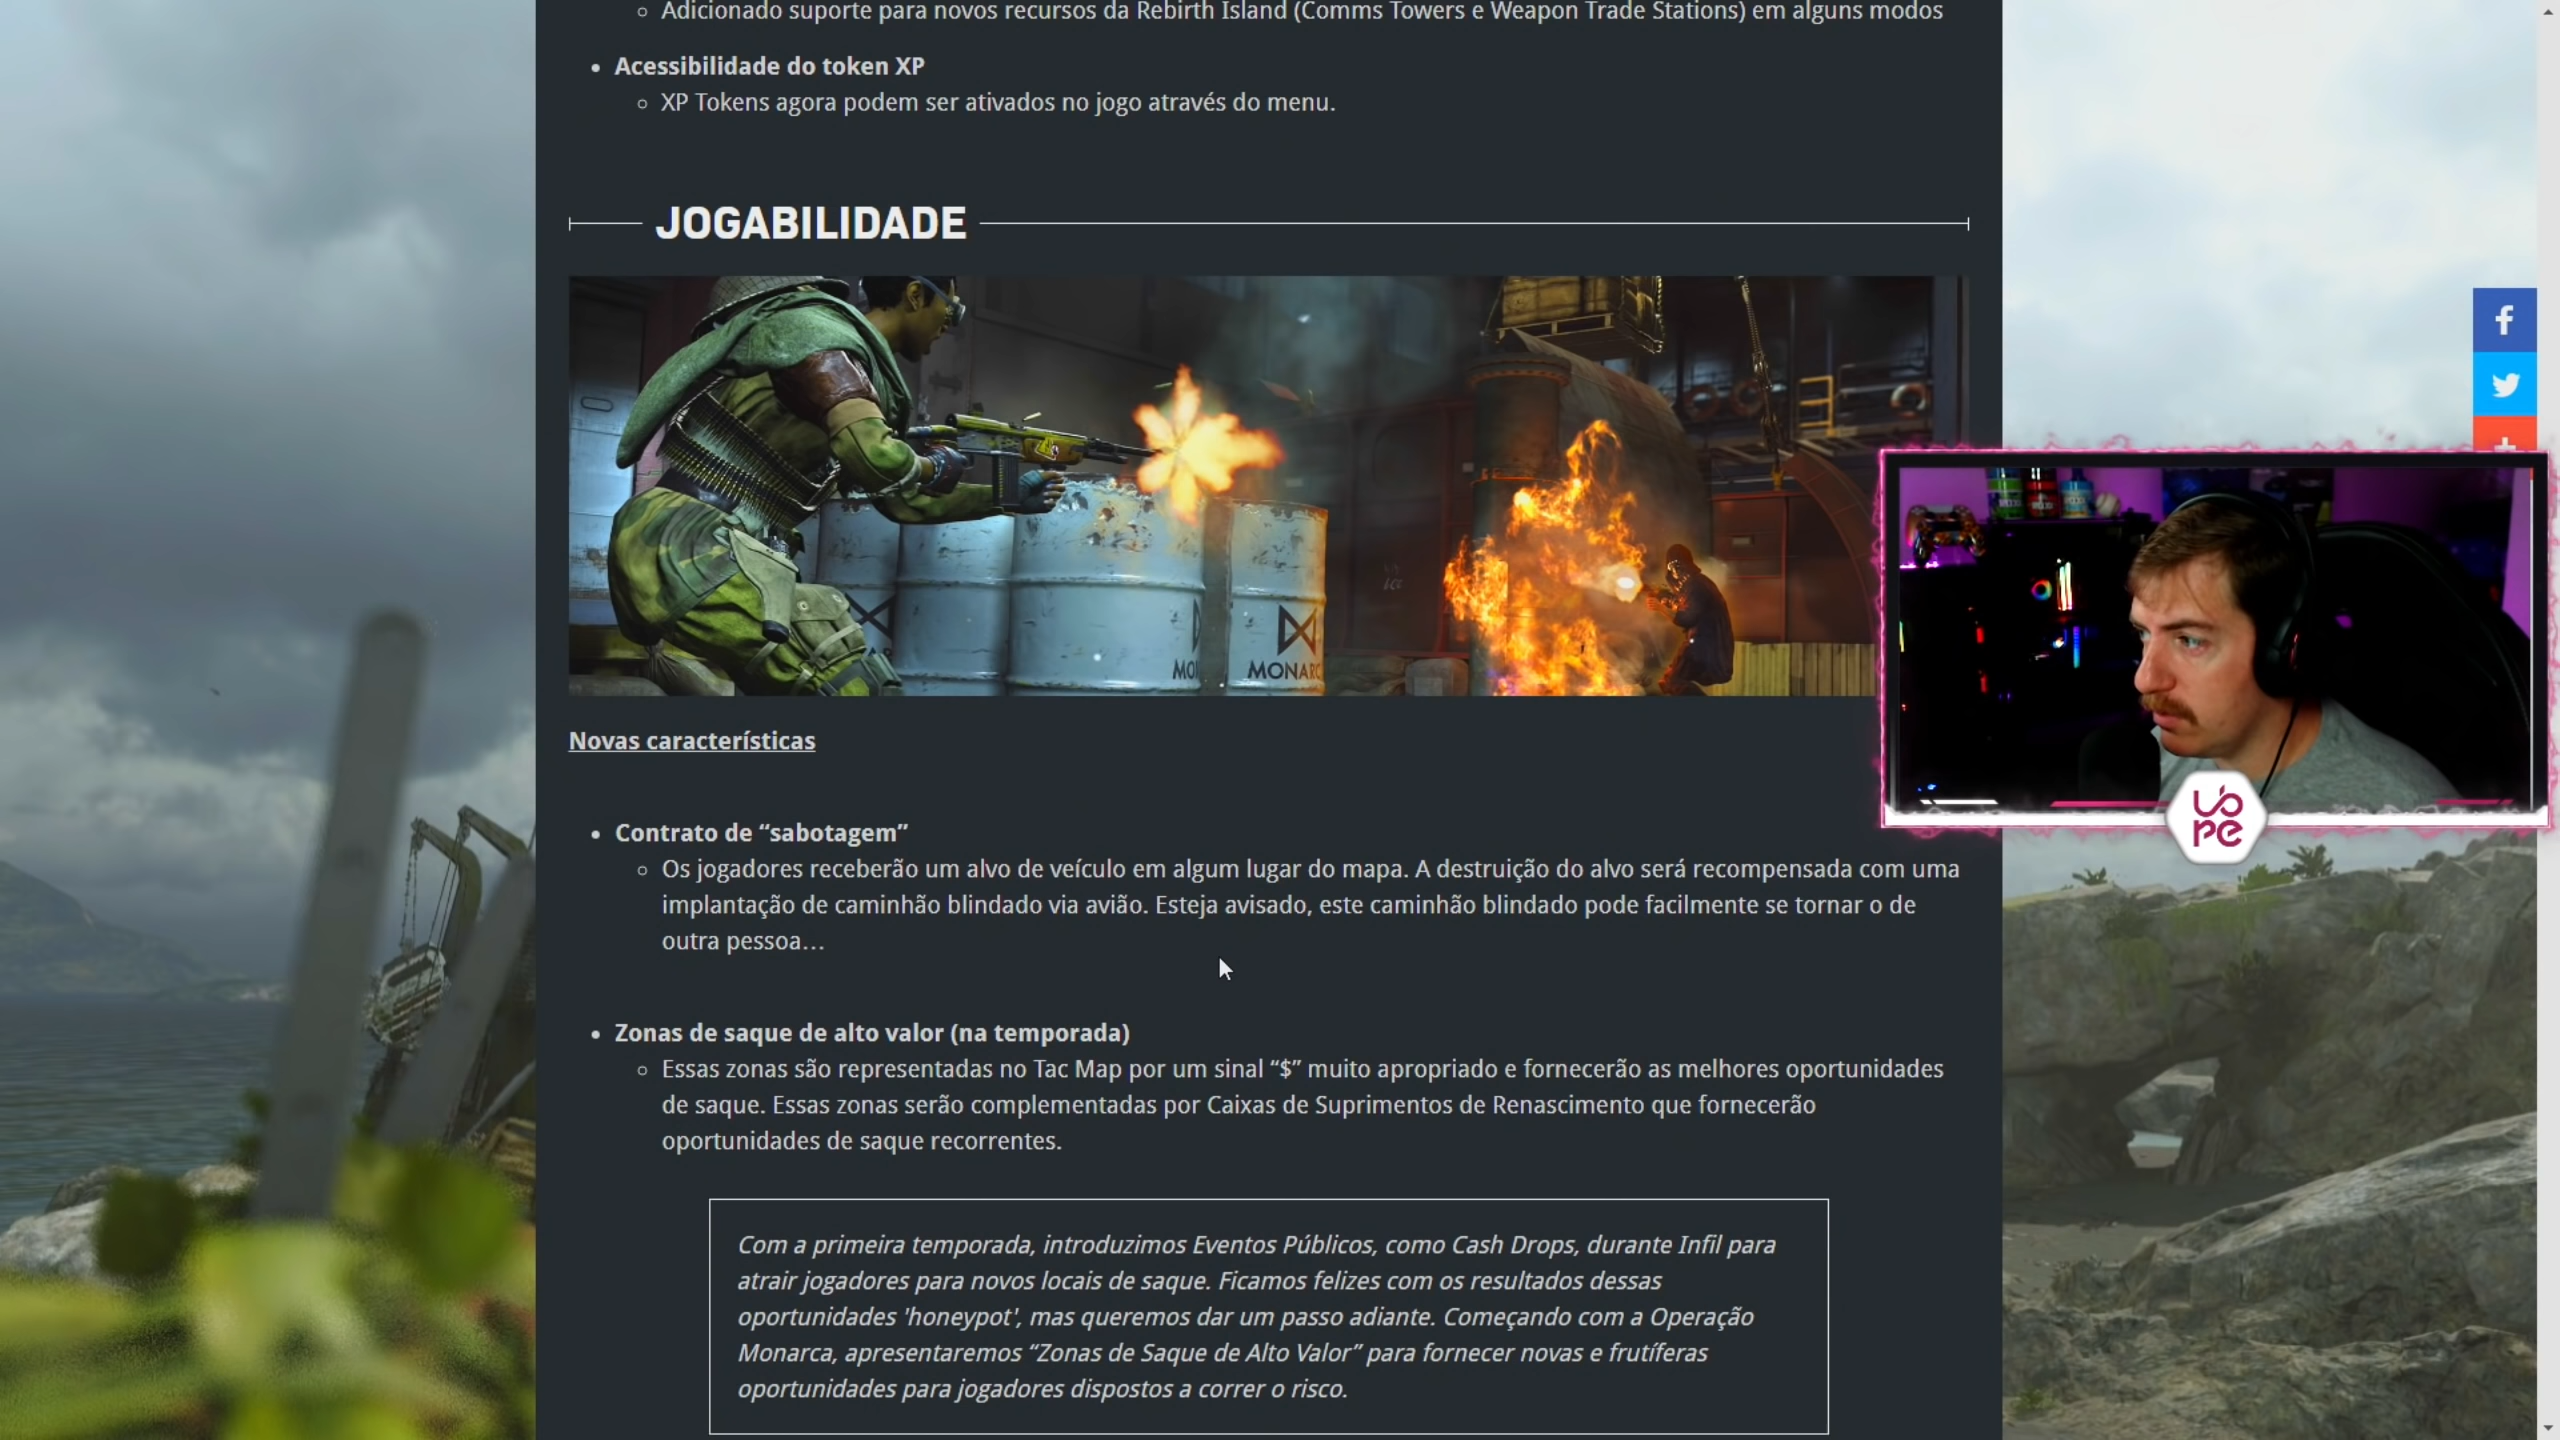 Adicionado suporte para novos recursos da Rebirth Island (Comms Towers e Weapon Trade Stations) em alguns modos
Acessibilidade do token XP
XP Tokens agora podem ser ativados no jogo através do menu.
JOGABILIDADE
MONARC
Novas características
Contrato de “sabotagem”
Os jogadores receberão um alvo de veículo em algum lugar do mapa. A destruição do alvo será recompensada com uma
implantação de caminhão blindado via avião. Esteja avisado, este caminhão blindado pode facilmente se tornar o de
outra pessoa…
Zonas de saque de alto valor (na temporada)
Essas zonas são representadas no Tac Map por um sinal “$” muito apropriado e fornecerão as melhores oportunidades
de saque. Essas zonas serão complementadas por Caixas de Suprimentos de Renascimento que fornecerão
oportunidades de saque recorrentes.
Com a primeira temporada, introduzimos Eventos Públicos, como Cash Drops, durante Infil para
atrair jogadores para novos locais de saque. Ficamos felizes com os resultados dessas
oportunidades 'honeypot', mas queremos dar um passo adiante. Começando com a Operação
Monarca, apresentaremos “Zonas de Saque de Alto Valor” para fornecer novas e frutíferas
oportunidades para jogadores dispostos a correr o risco.